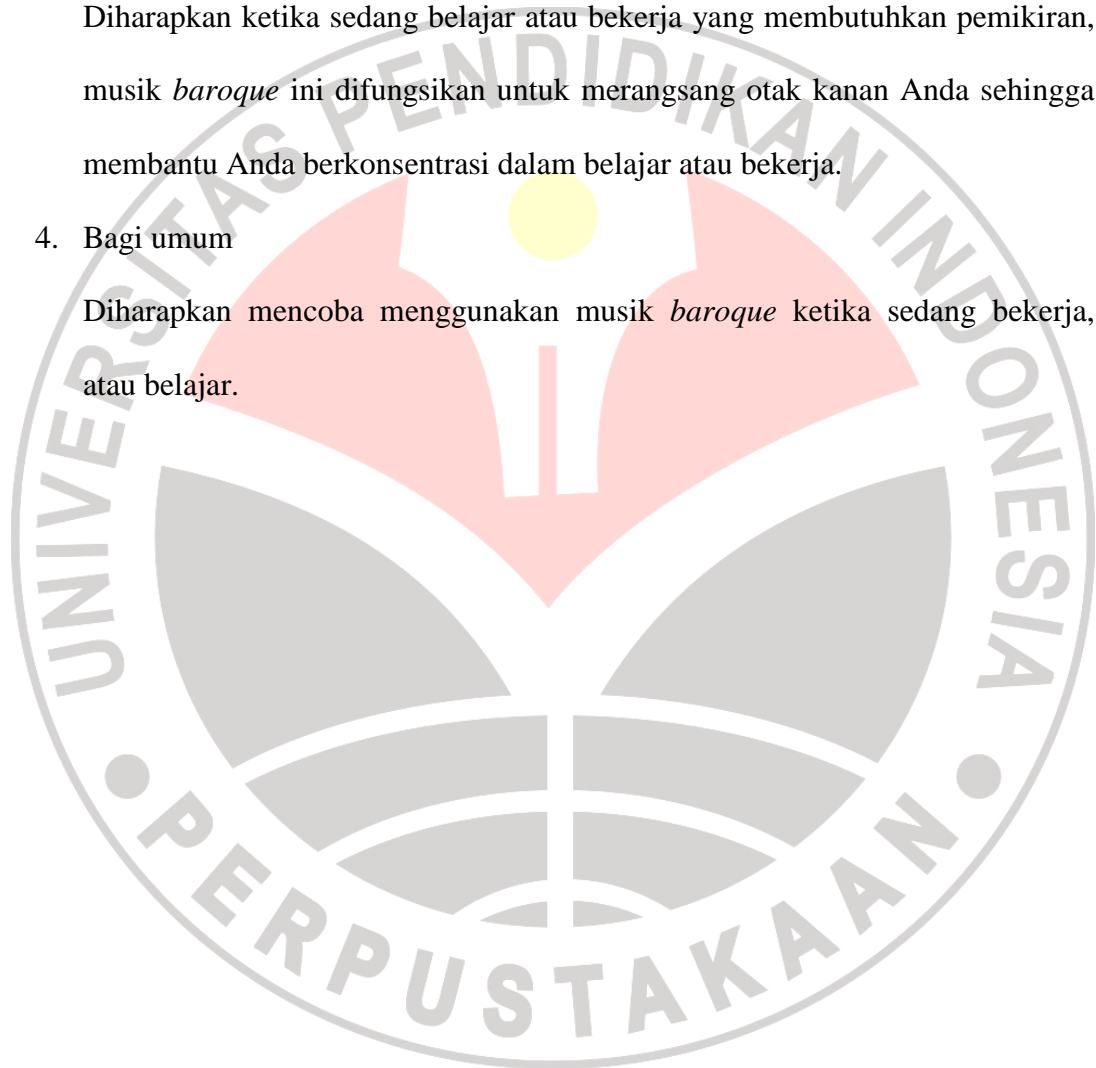 Diharapkan ketika sedang belajar atau bekerja yang membutuhkan pemikiran,
musik baroque ini difungsikan untuk merangsang otak kanan Anda sehingga
membantu Anda berkonsentrasi dalam belajar atau bekerja.
4. Bagi umum
Diharapkan mencoba menggunakan musik baroque ketika sedang bekerja,
atau belajar.
UNIVERSITAS PENDIDIKAN INDONESIA
PERPUSTAKAAN